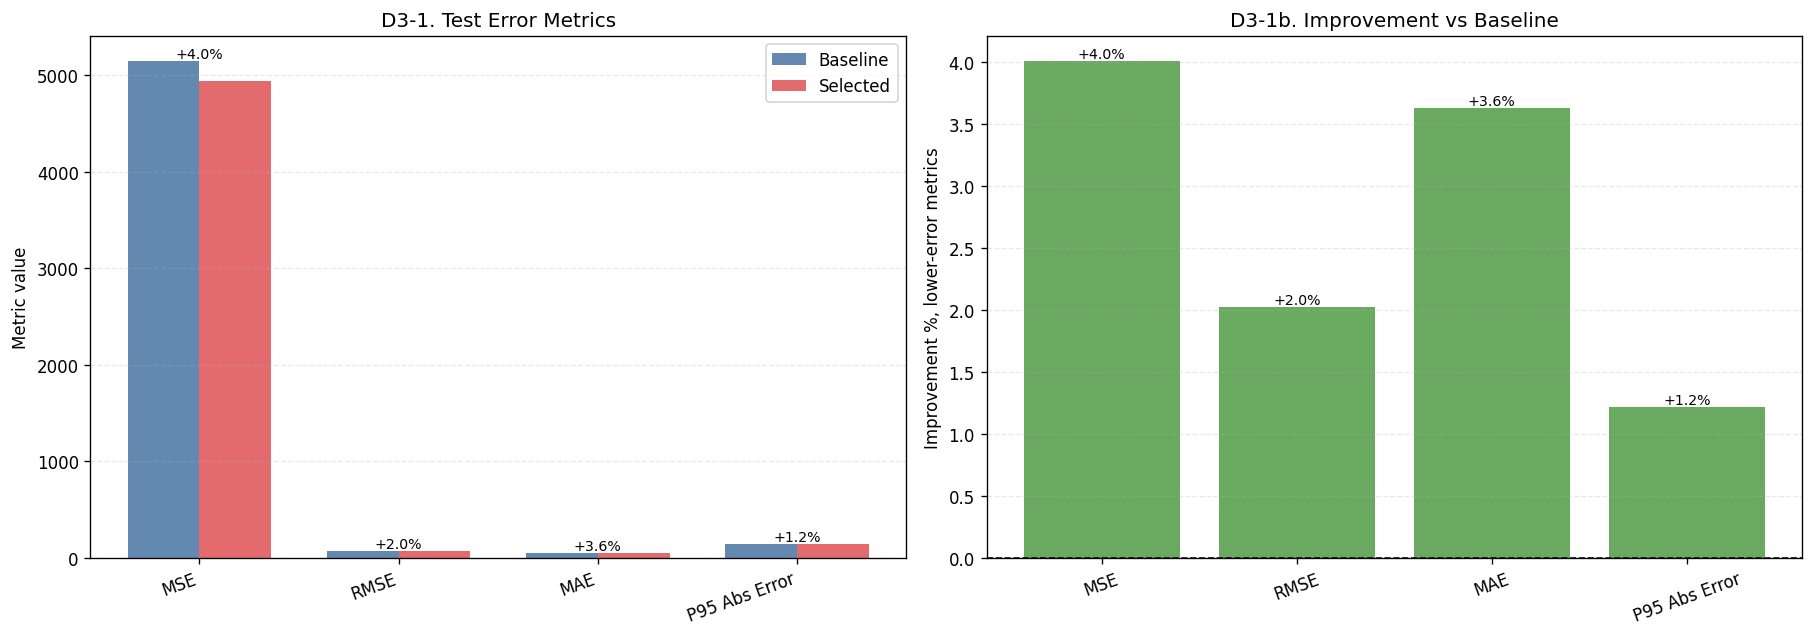 D3-1. Test Error Metrics
Metric value
5000
4000
3000
2000
1000
0
+4.0%
+2.0%
+3.6%
+1.2%
Baseline
Selected
MSE
RMSE
MAE
P95 Abs Error
D3-1b. Improvement vs Baseline
Improvement %, lower-error metrics
4.0
3.5
3.0
2.5
2.0
1.5
1.0
0.5
0.0
+4.0%
+2.0%
+3.6%
+1.2%
MSE
RMSE
MAE
P95 Abs Error